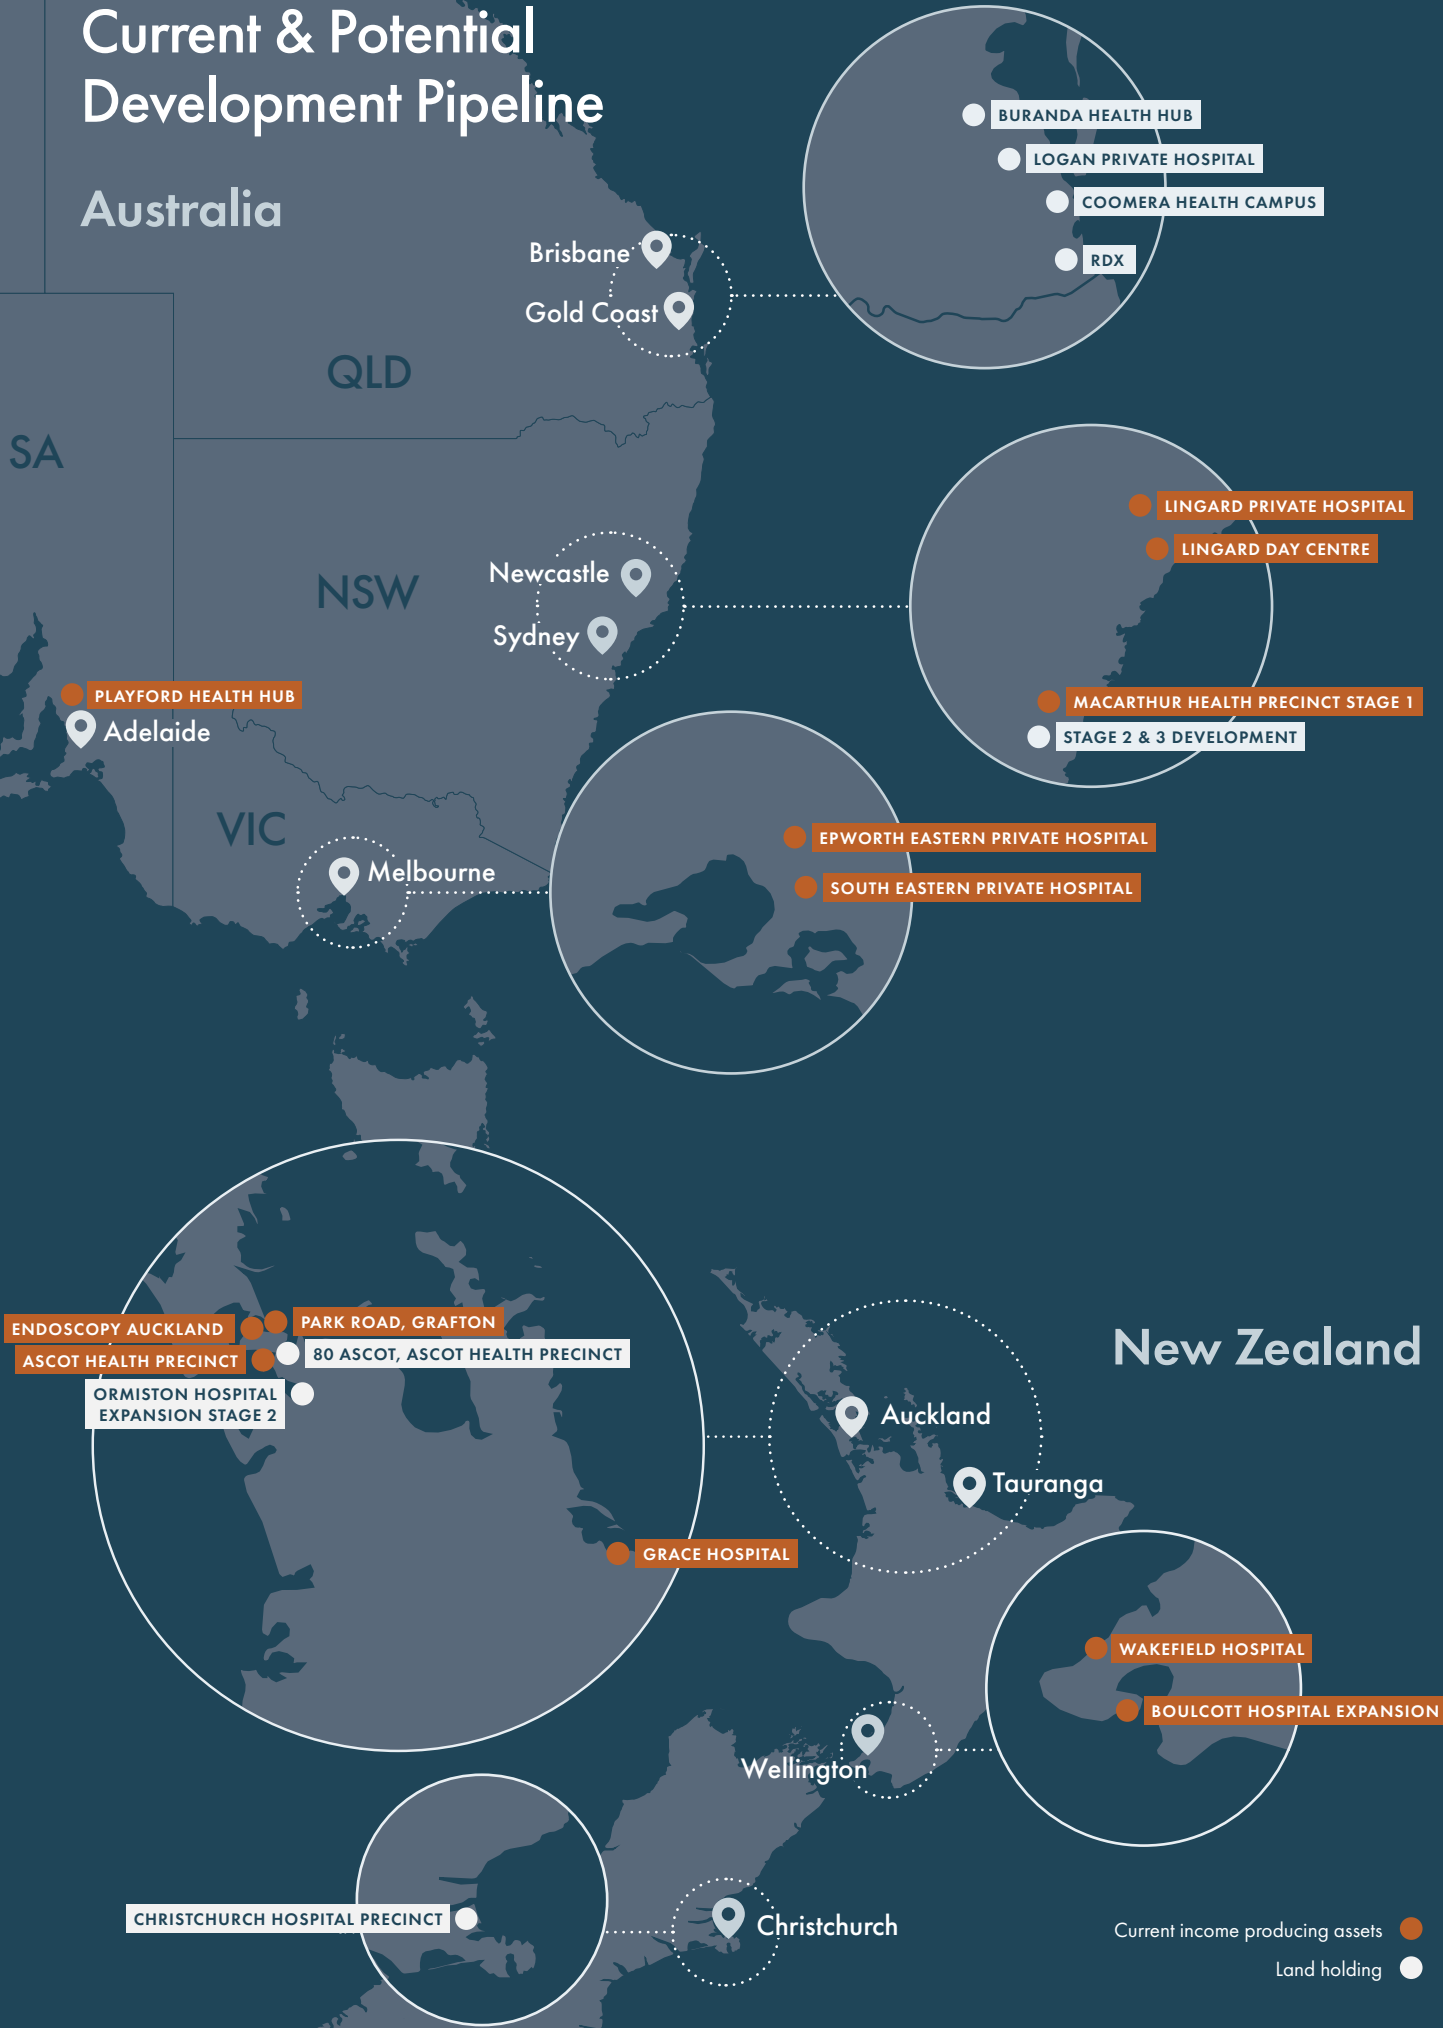 Current & Potential
Development Pipeline
Australia
BURANDA HEALTH HUB
LOGAN PRIVATE HOSPITAL
COOMERA HEALTH CAMPUS
RDX
Brisbane
Gold Coast
QLD
SA
LINGARD PRIVATE HOSPITAL
LINGARD DAY CENTRE
Newcastle
NSW
Sydney
PLAYFORD HEALTH HUB
MACARTHUR HEALTH PRECINCT STAGE 1
Adelaide
STAGE 2 & 3 DEVELOPMENT
VIC
EPWORTH EASTERN PRIVATE HOSPITAL
Melbourne
SOUTH EASTERN PRIVATE HOSPITAL
ENDOSCOPY AUCKLAND
PARK ROAD, GRAFTON
ASCOT HEALTH PRECINCT
80 ASCOT, ASCOT HEALTH PRECINCT
ORMISTON HOSPITAL
EXPANSION STAGE 2
New Zealand
Auckland
Tauranga
GRACE HOSPITAL
WAKEFIELD HOSPITAL
BOULCOTT HOSPITAL EXPANSION
Wellington
CHRISTCHURCH HOSPITAL PRECINCT
Christchurch
Current income producing assets
Land holding